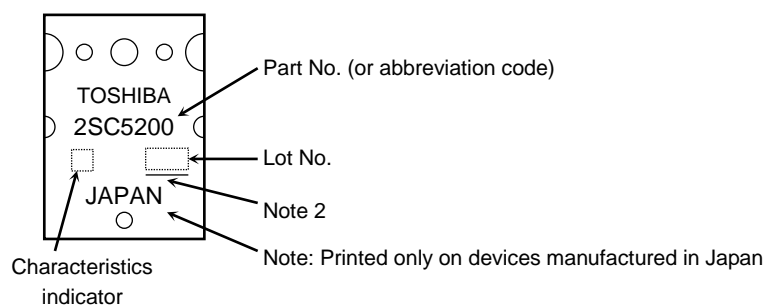 TOSHIBA
2SC5200
JAPAN
Part No. (or abbreviation code)
Lot No.
Note 2
Note: Printed only on devices manufactured in Japan
Characteristics
indicator